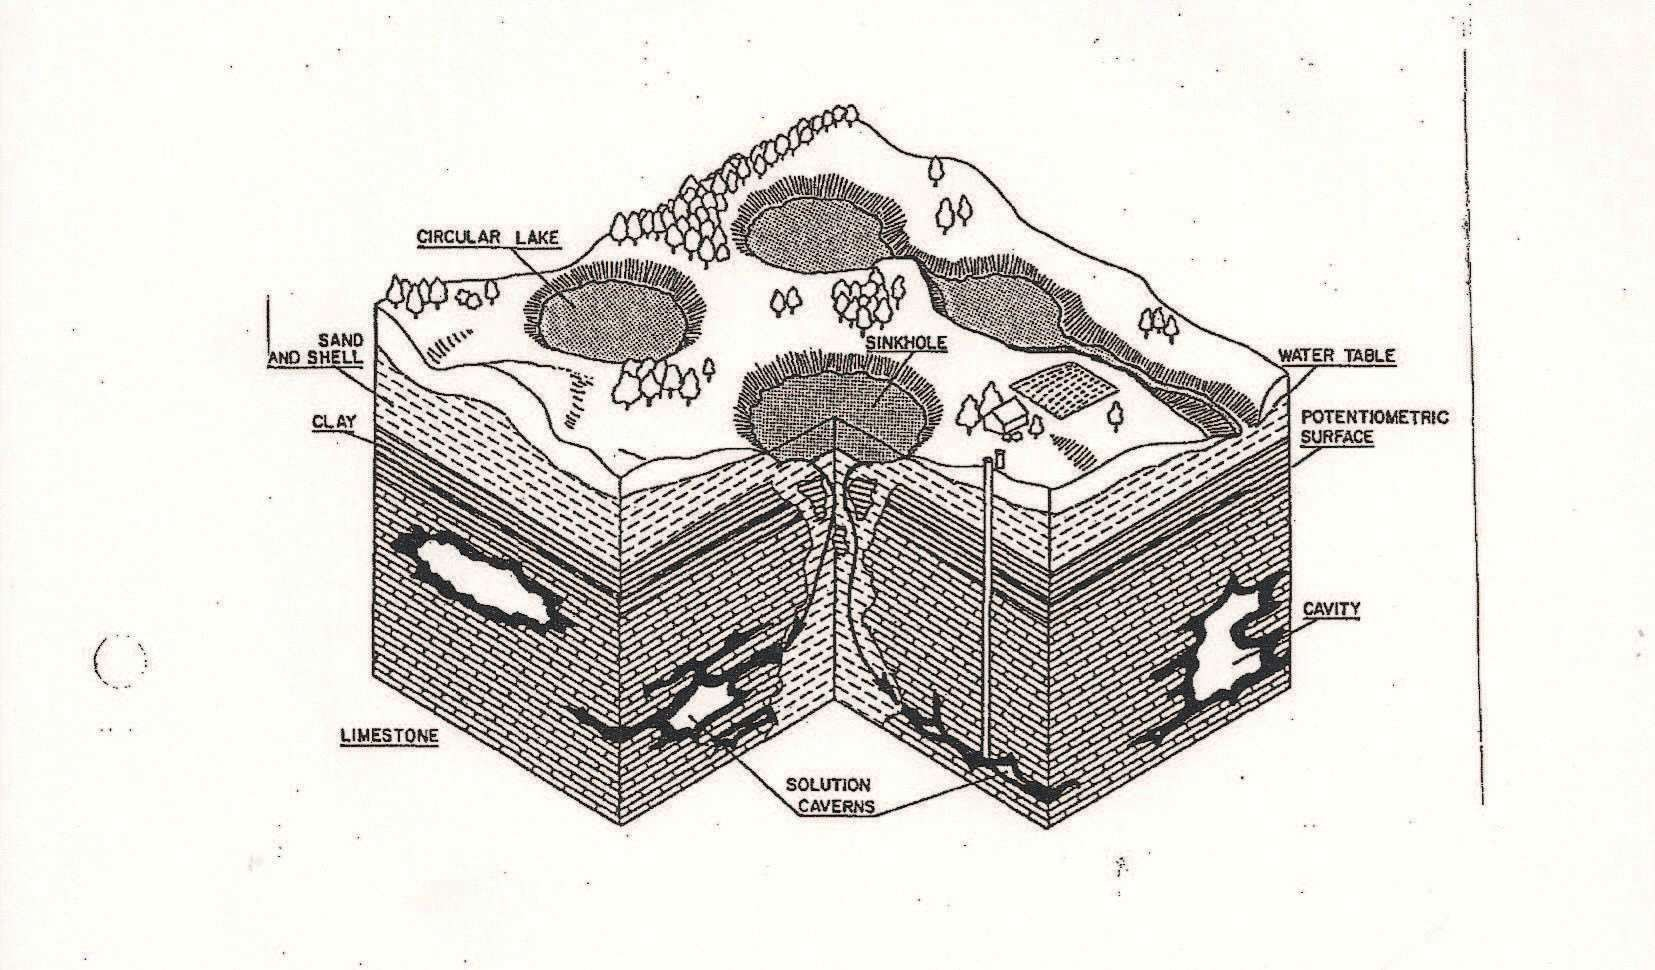 CIRCULAR LAKE
SAND
AND SHELL
SINKHOLE
WATER TABLE
CLAY
POTENTIOMETRIC
SURFACE
CAVITY
LIMESTONE
SOLUTION
CAVERNS